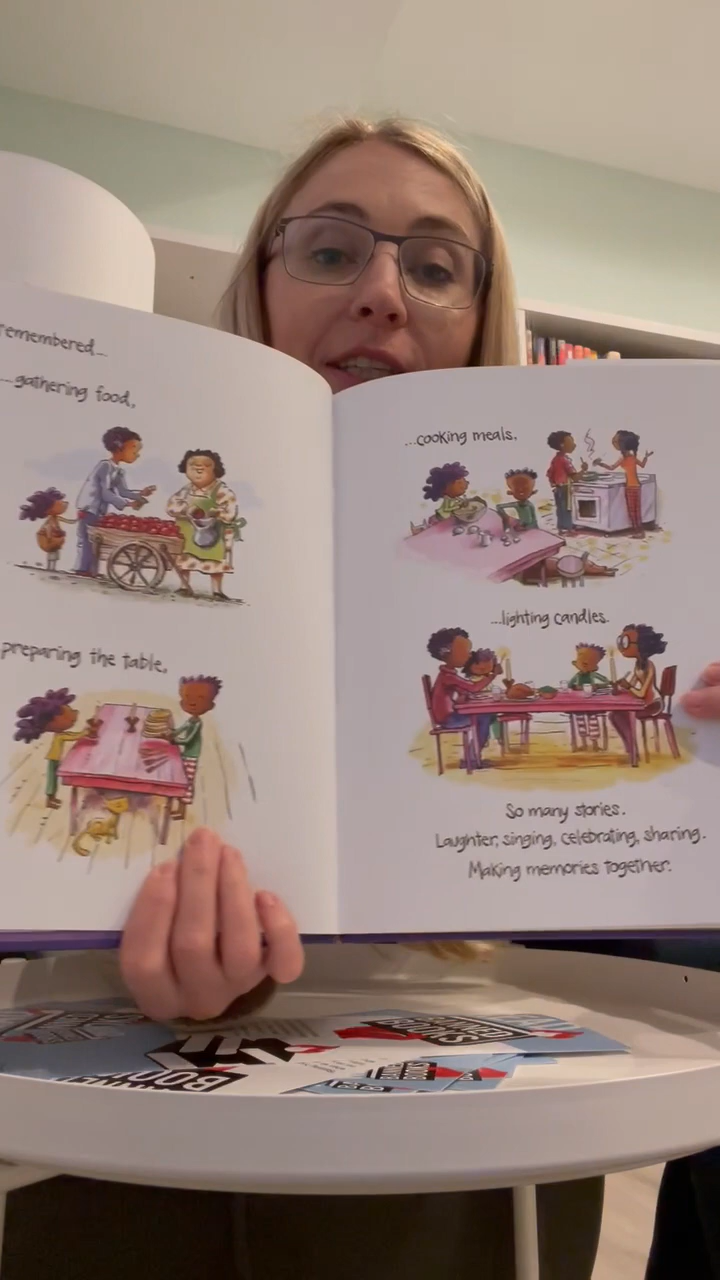 remembered...
...gathering food,
preparing the table,
...cooking meals,
...lighting candles.
So many stories.
Laughter, singing, celebrating, sharing.
Making memories together.
BOOKS